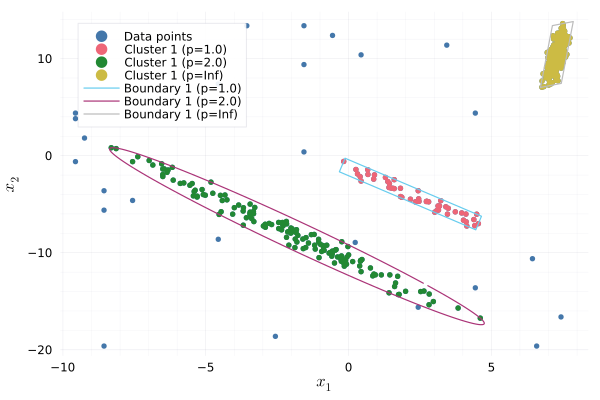 Data points
Cluster 1 (p=1.0)
Cluster 1 (p=2.0)
Cluster 1 (p=Inf)
Boundary 1 (p=1.0)
Boundary 1 (p=2.0)
Boundary 1 (p=Inf)
10
0
−10
−20
x₂
−10
−5
0
5
x₁